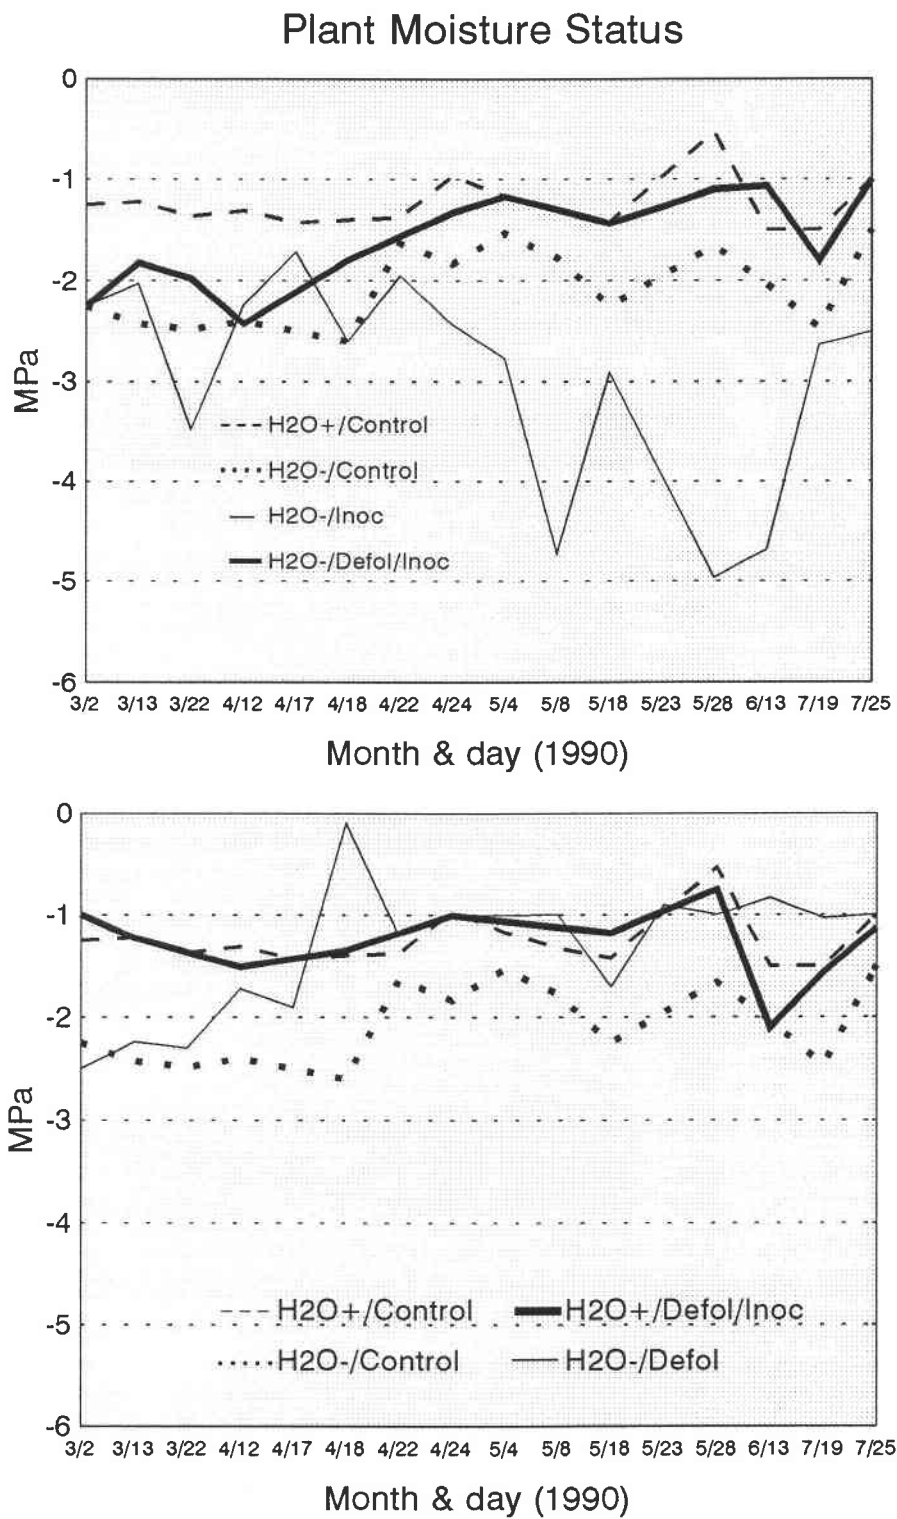 Plant Moisture Status
0
-1
-2
-3
-4
-5
-6
MPa
H2O+/Control
H2O-/Control
H2O-/Inoc
H2O-/Defol/Inoc
3/2 3/13 3/22 4/12 4/17 4/18 4/22 4/24 5/4 5/8 5/18 5/23 5/28 6/13 7/19 7/25
Month & day (1990)
0
-1
-2
-3
-4
-5
-6
MPa
H2O+/Control H2O+/Defol/Inoc
H2O-/Control H2O-/Defol
3/2 3/13 3/22 4/12 4/17 4/18 4/22 4/24 5/4 5/8 5/18 5/23 5/28 6/13 7/19 7/25
Month & day (1990)